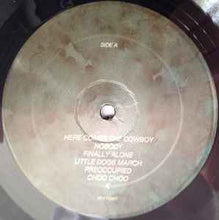 SIDE A
HERE COMES THE COWBOY
NOBODY
FINALLY ALONE
LITTLE DOGS MARCH
PREOCCUPIED
CHOO CHOO